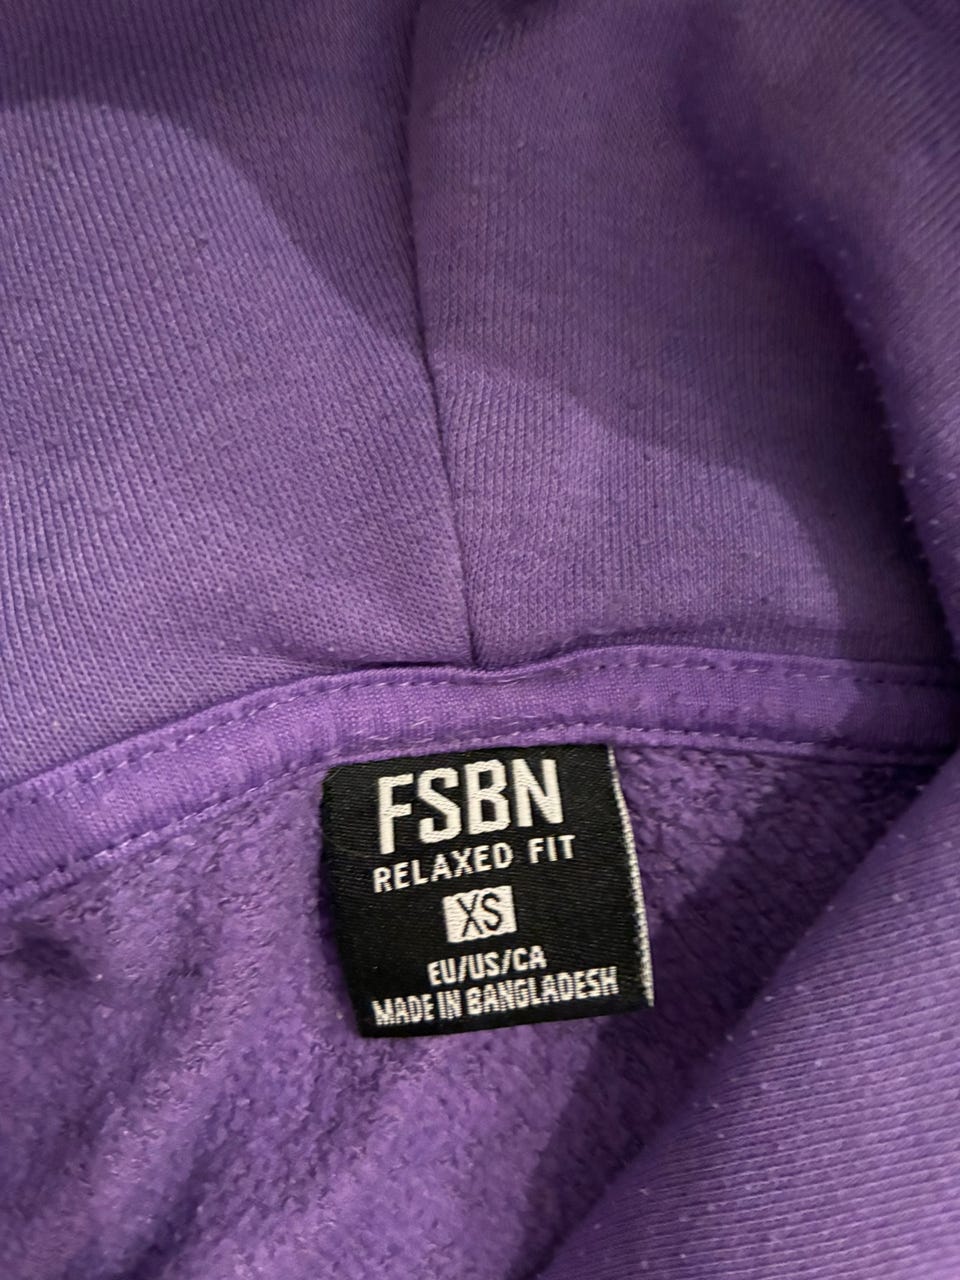 FSBN
RELAXED FIT
XS
EU/US/CA
MADE IN BANGLADESH